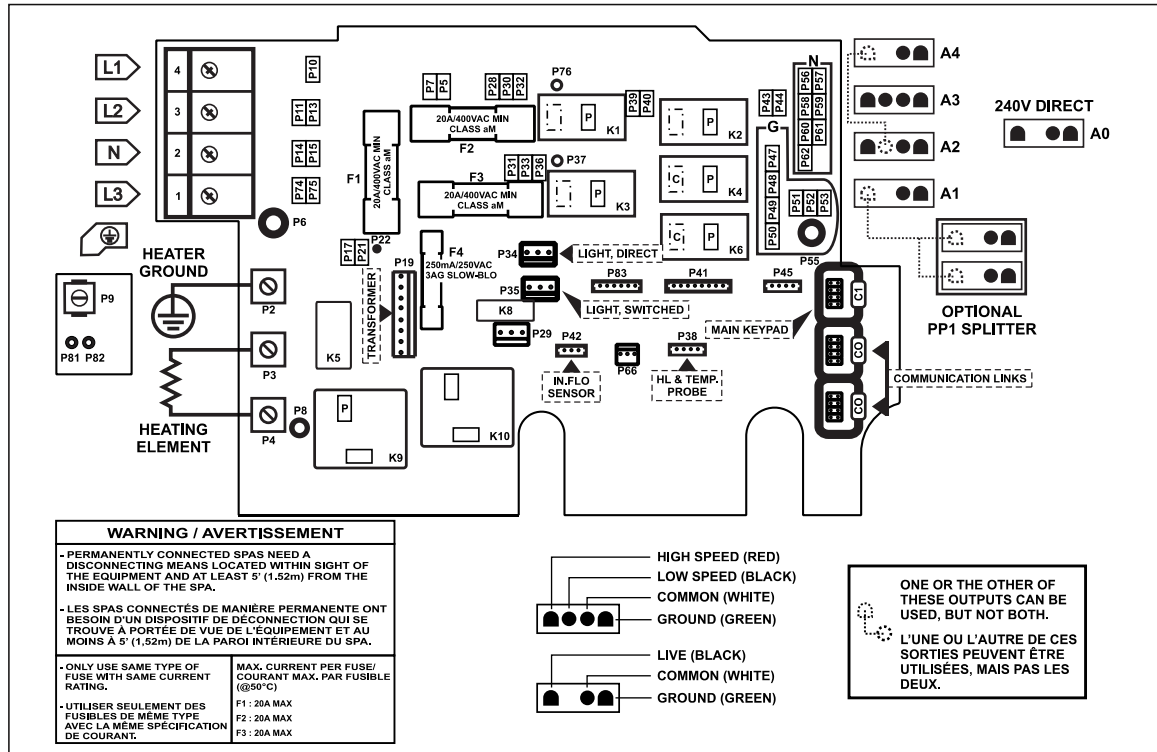 L1
L2
N
L3
4
3
2
1
P10
P11
P13
P14
P15
P74
P75
P6
F1
20A/400VAC MIN
CLASS aM
P7
P5
P28
P30
P32
20A/400VAC MIN
CLASS aM
F2
P76
K1
P39
P40
P
K2
P
P43
P44
N
P56
P57
P58
P59
P60
P61
P62
G
P47
P48
P49
P50
P51
P52
P53
P55
P31
P33
P36
F3
20A/400VAC MIN
CLASS aM
P37
K3
P
K4
C
P
K6
C
P
P17
P21
P22
P19
TRANSFORMER
F4
250mA/250VAC
3AG SLOW-BLO
P34
LIGHT, DIRECT
P35
LIGHT, SWITCHED
K8
P29
P83
P41
P45
MAIN KEYPAD
C1
CO
CO
COMMUNICATION LINKS
P42
IN.FLO
SENSOR
P66
P38
HL & TEMP.
PROBE
K5
P
K9
K10
P8
HEATER
GROUND
P2
P3
P4
HEATING
ELEMENT
P9
P81
P82
A4
A3
A2
A1
240V DIRECT
A0
OPTIONAL
PP1 SPLITTER
WARNING / AVERTISSEMENT
- PERMANENTLY CONNECTED SPAS NEED A
DISCONNECTING MEANS LOCATED WITHIN SIGHT OF
THE EQUIPMENT AND AT LEAST 5' (1.52m) FROM THE
INSIDE WALL OF THE SPA.
- LES SPAS CONNECTÉS DE MANIÈRE PERMANENTE ONT
BESOIN D'UN DISPOSITIF DE DÉCONNECTION QUI SE
TROUVE À PORTÉE DE VUE DE L'ÉQUIPEMENT ET AU
MOINS À 5' (1,52m) DE LA PAROI INTÉRIEURE DU SPA.
- ONLY USE SAME TYPE OF
FUSE WITH SAME CURRENT
RATING.
- UTILISER SEULEMENT DES
FUSIBLES DE MÊME TYPE
AVEC LA MÊME SPÉCIFICATION
DE COURANT.
MAX. CURRENT PER FUSE/
COURANT MAX. PAR FUSIBLE
(@50°C)
F1 : 20A MAX
F2 : 20A MAX
F3 : 20A MAX
HIGH SPEED (RED)
LOW SPEED (BLACK)
COMMON (WHITE)
GROUND (GREEN)
LIVE (BLACK)
COMMON (WHITE)
GROUND (GREEN)
ONE OR THE OTHER OF
THESE OUTPUTS CAN BE
USED, BUT NOT BOTH.
L'UNE OU L'AUTRE DE CES
SORTIES PEUVENT ÊTRE
UTILISÉES, MAIS PAS LES
DEUX.